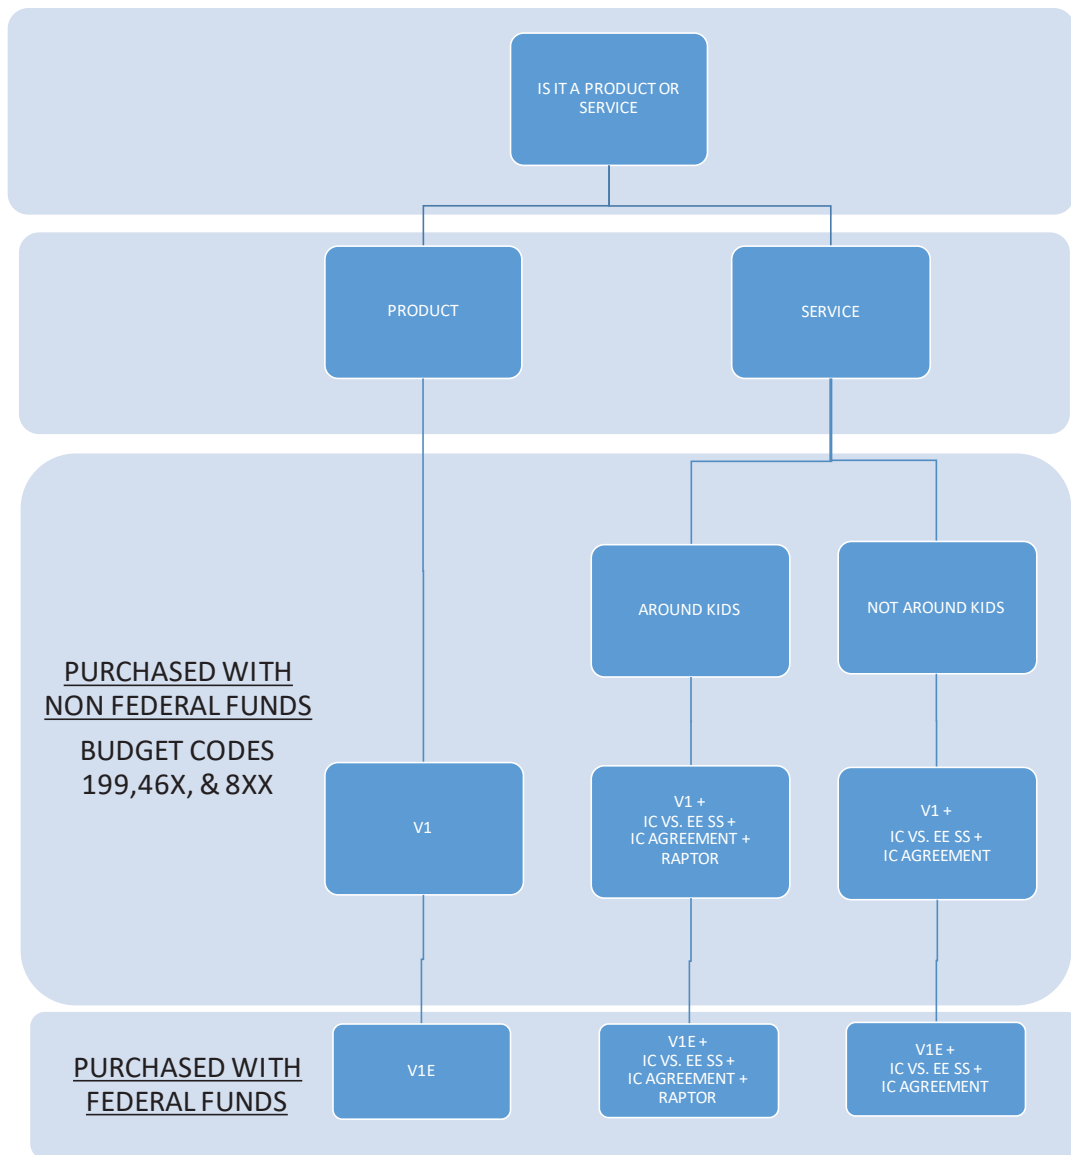 IS IT A PRODUCT OR
SERVICE
PRODUCT
SERVICE
AROUND KIDS
NOT AROUND KIDS
PURCHASED WITH
NON FEDERAL FUNDS
BUDGET CODES
199,46X, & 8XX
V1
V1 +
IC VS. EE SS +
IC AGREEMENT +
RAPTOR
V1 +
IC VS. EE SS +
IC AGREEMENT
PURCHASED WITH
FEDERAL FUNDS
V1E
V1E +
IC VS. EE SS +
IC AGREEMENT +
RAPTOR
V1E +
IC VS. EE SS +
IC AGREEMENT